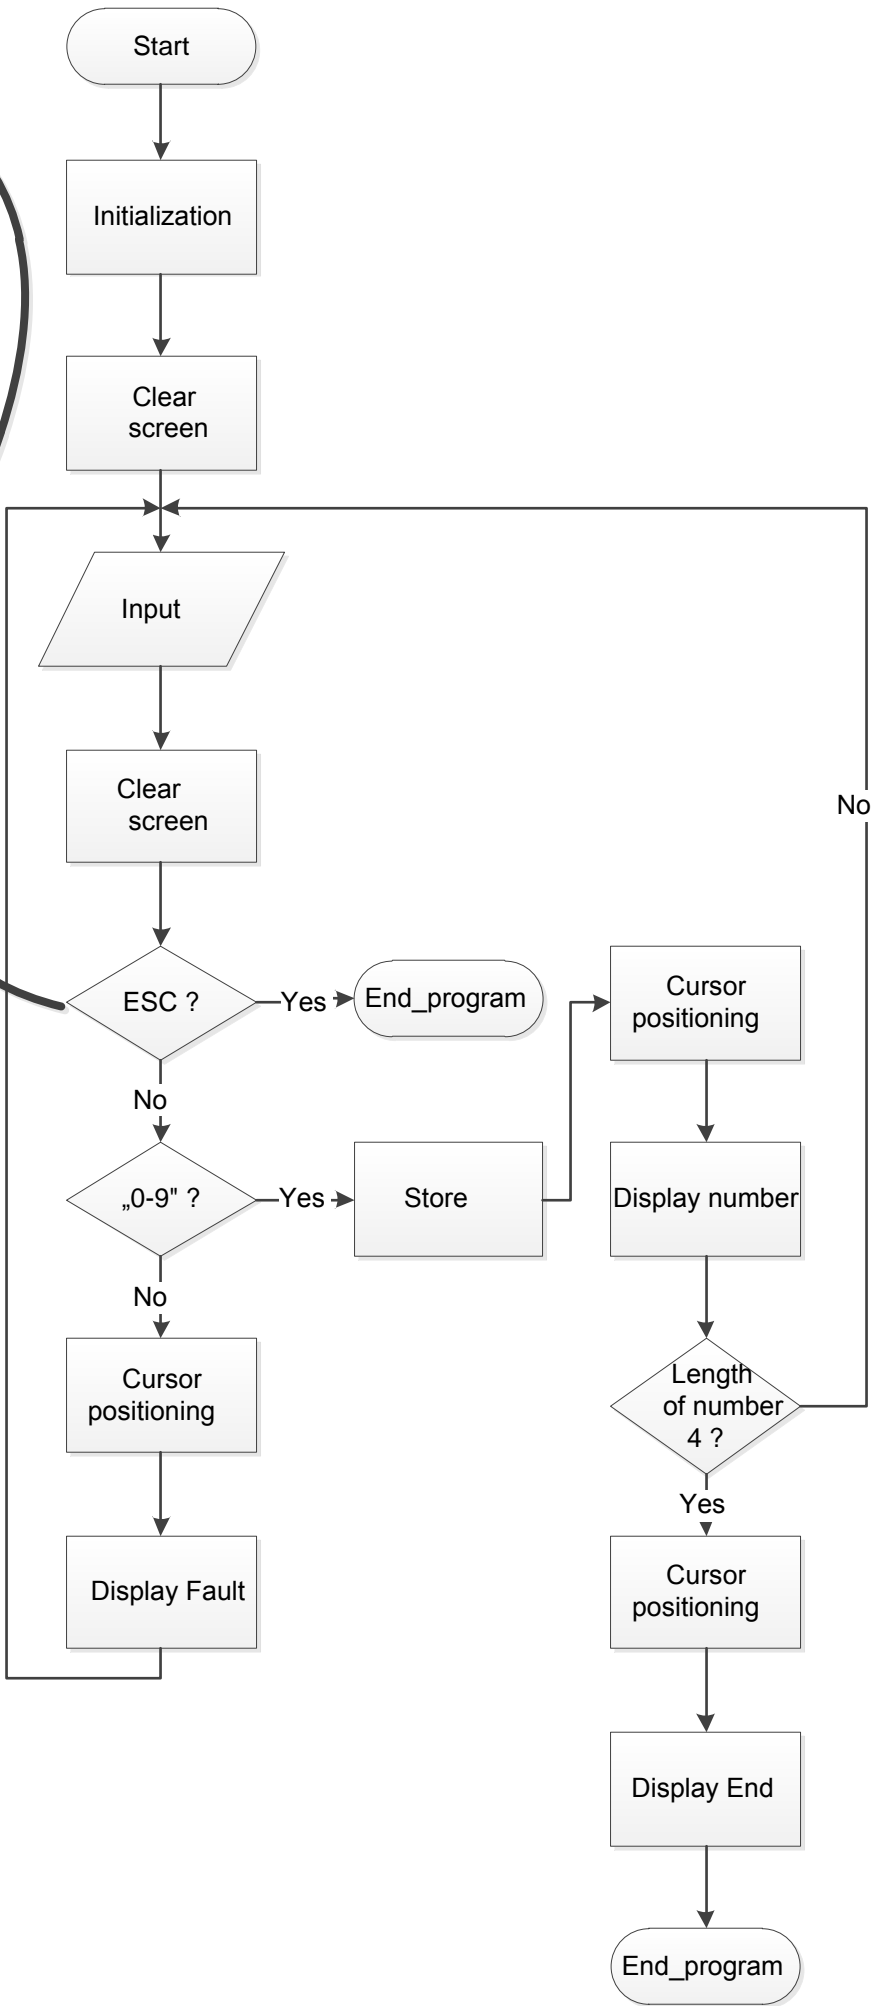 Start
Initialization
Clear
screen
Input
Clear
screen
No
ESC ?
Yes
End_program
Cursor
positioning
No
„0-9" ?
Yes
Store
Display number
No
Cursor
positioning
Length
of number
4 ?
Yes
Display Fault
Cursor
positioning
Display End
End_program